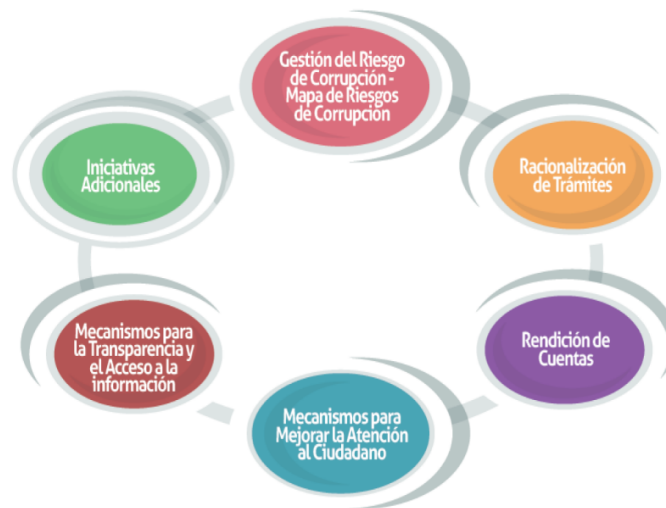 Gestión del Riesgo
de Corrupción -
Mapa de Riesgos
de Corrupción
Racionalización
de Trámites
Rendición de
Cuentas
Mecanismos para
Mejorar la Atención
al Ciudadano
Mecanismos para
la Transparencia y
el Acceso a la
información
Iniciativas
Adicionales